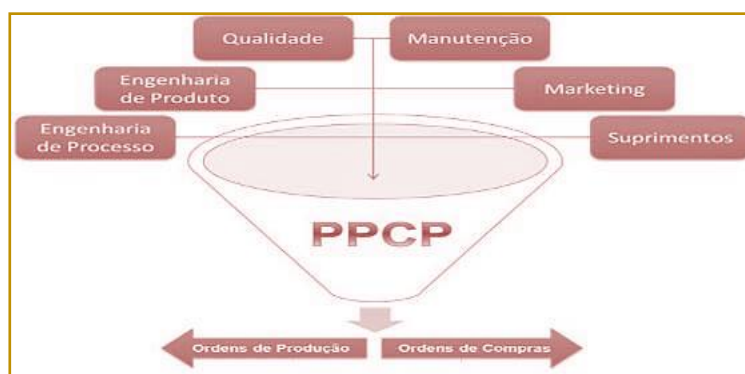 Qualidade
Manutenção
Engenharia
de Produto
Marketing
Engenharia
de Processo
Suprimentos
PPCP
Ordens de Produção
Ordens de Compras